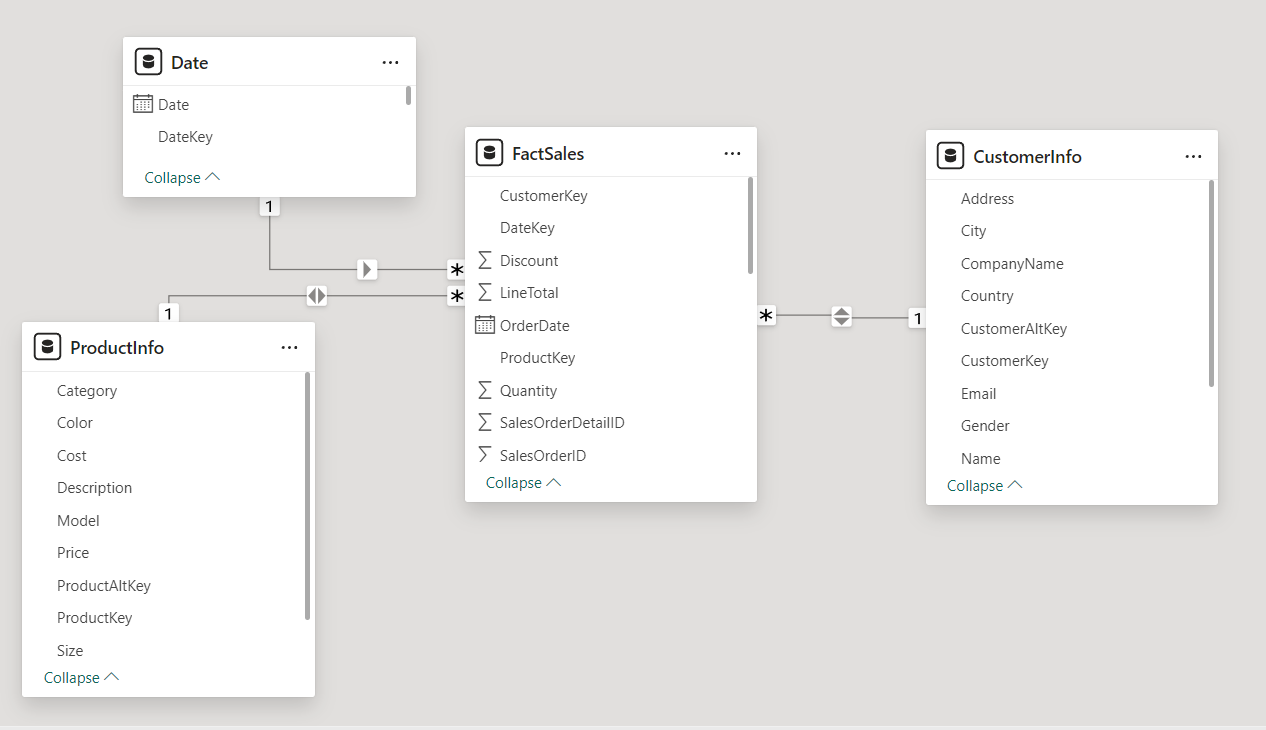 Date
Date
DateKey
Collapse
1
*
FactSales
CustomerKey
DateKey
Discount
LineTotal
OrderDate
ProductKey
Quantity
SalesOrderDetailID
SalesOrderID
Collapse
*
1
ProductInfo
Category
Color
Cost
Description
Model
Price
ProductAltKey
ProductKey
Size
Collapse
*
1
CustomerInfo
Address
City
CompanyName
Country
CustomerAltKey
CustomerKey
Email
Gender
Name
Collapse